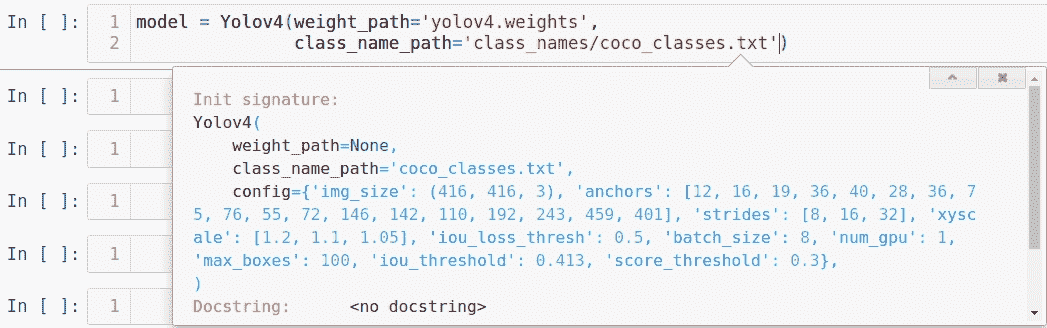 In [ ]: 1 model = Yolov4(weight_path='yolov4.weights',
2 class_name_path='class_names/coco_classes.txt')
In [ ]: 1
Init signature:
Yolov4(
In [ ]: 1
weight_path=None,
class_name_path='coco_classes.txt',
In [ ]: 1
config={'img_size': (416, 416, 3), 'anchors': [12, 16, 19, 36, 40, 28, 36, 7
5, 76, 55, 72, 146, 142, 110, 192, 243, 459, 401], 'strides': [8, 16, 32], 'xysc
In [ ]: 1
ale': [1.2, 1.1, 1.05], 'iou_loss_thresh': 0.5, 'batch_size': 8, 'num_gpu': 1,
'max_boxes': 100, 'iou_threshold': 0.413, 'score_threshold': 0.3},
)
In [ ]: 1
Docstring: <no docstring>